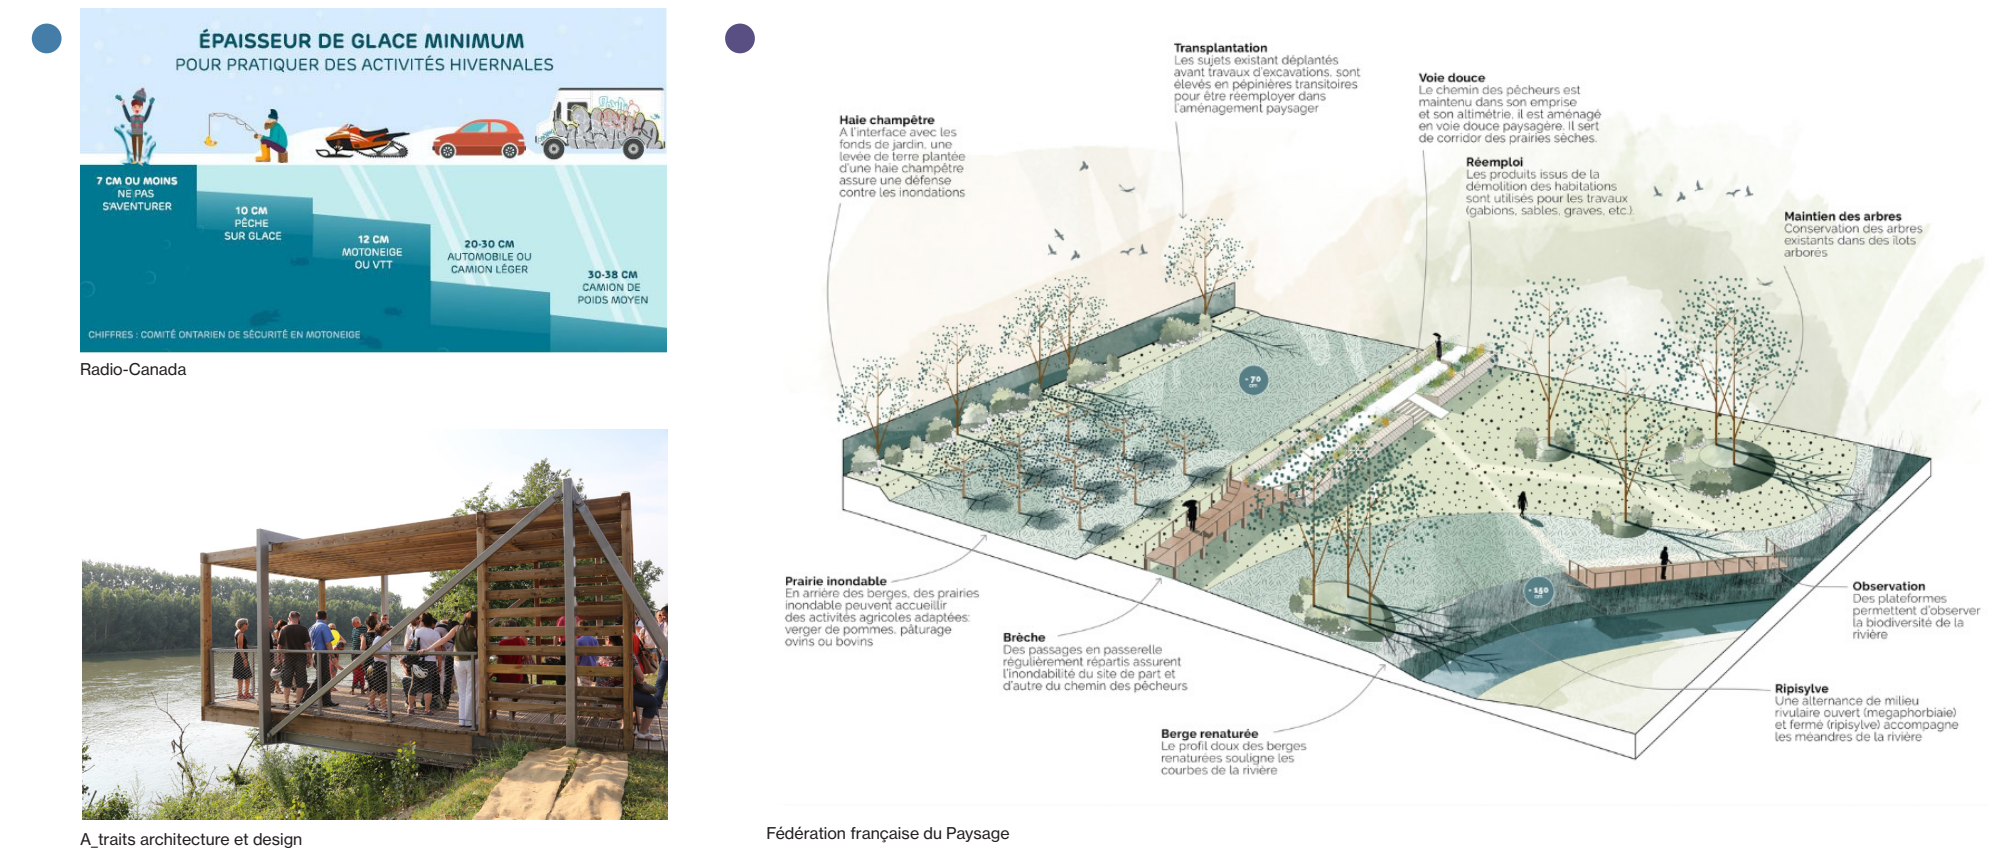 ÉPAISSEUR DE GLACE MINIMUM
POUR PRATIQUER DES ACTIVITÉS HIVERNALES
7 CM OU MOINS
NE PAS
S'AVENTURER
10 CM
PÊCHE
SUR GLACE
12 CM
MOTONEIGE
OU VTT
20-30 CM
AUTOMOBILE OU
CAMION LÉGER
30-38 CM
CAMION DE
POIDS MOYEN
CHIFFRES : COMITÉ ONTARIEN DE SÉCURITÉ EN MOTONEIGE
Radio-Canada
A_traits architecture et design
Transplantation
Les sujets existant déplantés
avant travaux d'excavations, sont
élevés en pépinières transitoires
pour être réemployer dans
l'aménagement paysager
Voie douce
Le chemin des pêcheurs est
maintenu dans son emprise
et son altimétrie, il est aménagé
en voie douce paysagère. Il sert
de corridor des prairies sèches.
Haie champêtre
A l'interface avec les
fonds de jardin, une
levée de terre plantée
d'une haie champêtre
assure une défense
contre les inondations
Réemploi
Les produits issus de la
démolition des habitations
sont utilisés pour les travaux
(gabions, sables, graves, etc.).
Maintien des arbres
Conservation des arbres
existants dans des îlots
arborés
- 70
cm
- 150
cm
Prairie inondable
En arrière des berges, des prairies
inondable peuvent accueillir
des activités agricoles adaptées:
verger de pommes, pâturage
ovins ou bovins
Brèche
Des passages en passerelle
régulièrement répartis assurent
l'inondabilité du site de part et
d'autre du chemin des pêcheurs
Berge renaturée
Le profil doux des berges
renaturées souligne les
courbes de la rivière
Observation
Des plateformes
permettent d'observer
la biodiversité de la
rivière
Ripisylve
Une alternance de milieu
rivulaire ouvert (megaphorbiaie)
et fermé (ripisylve) accompagne
les méandres de la rivière
Fédération française du Paysage